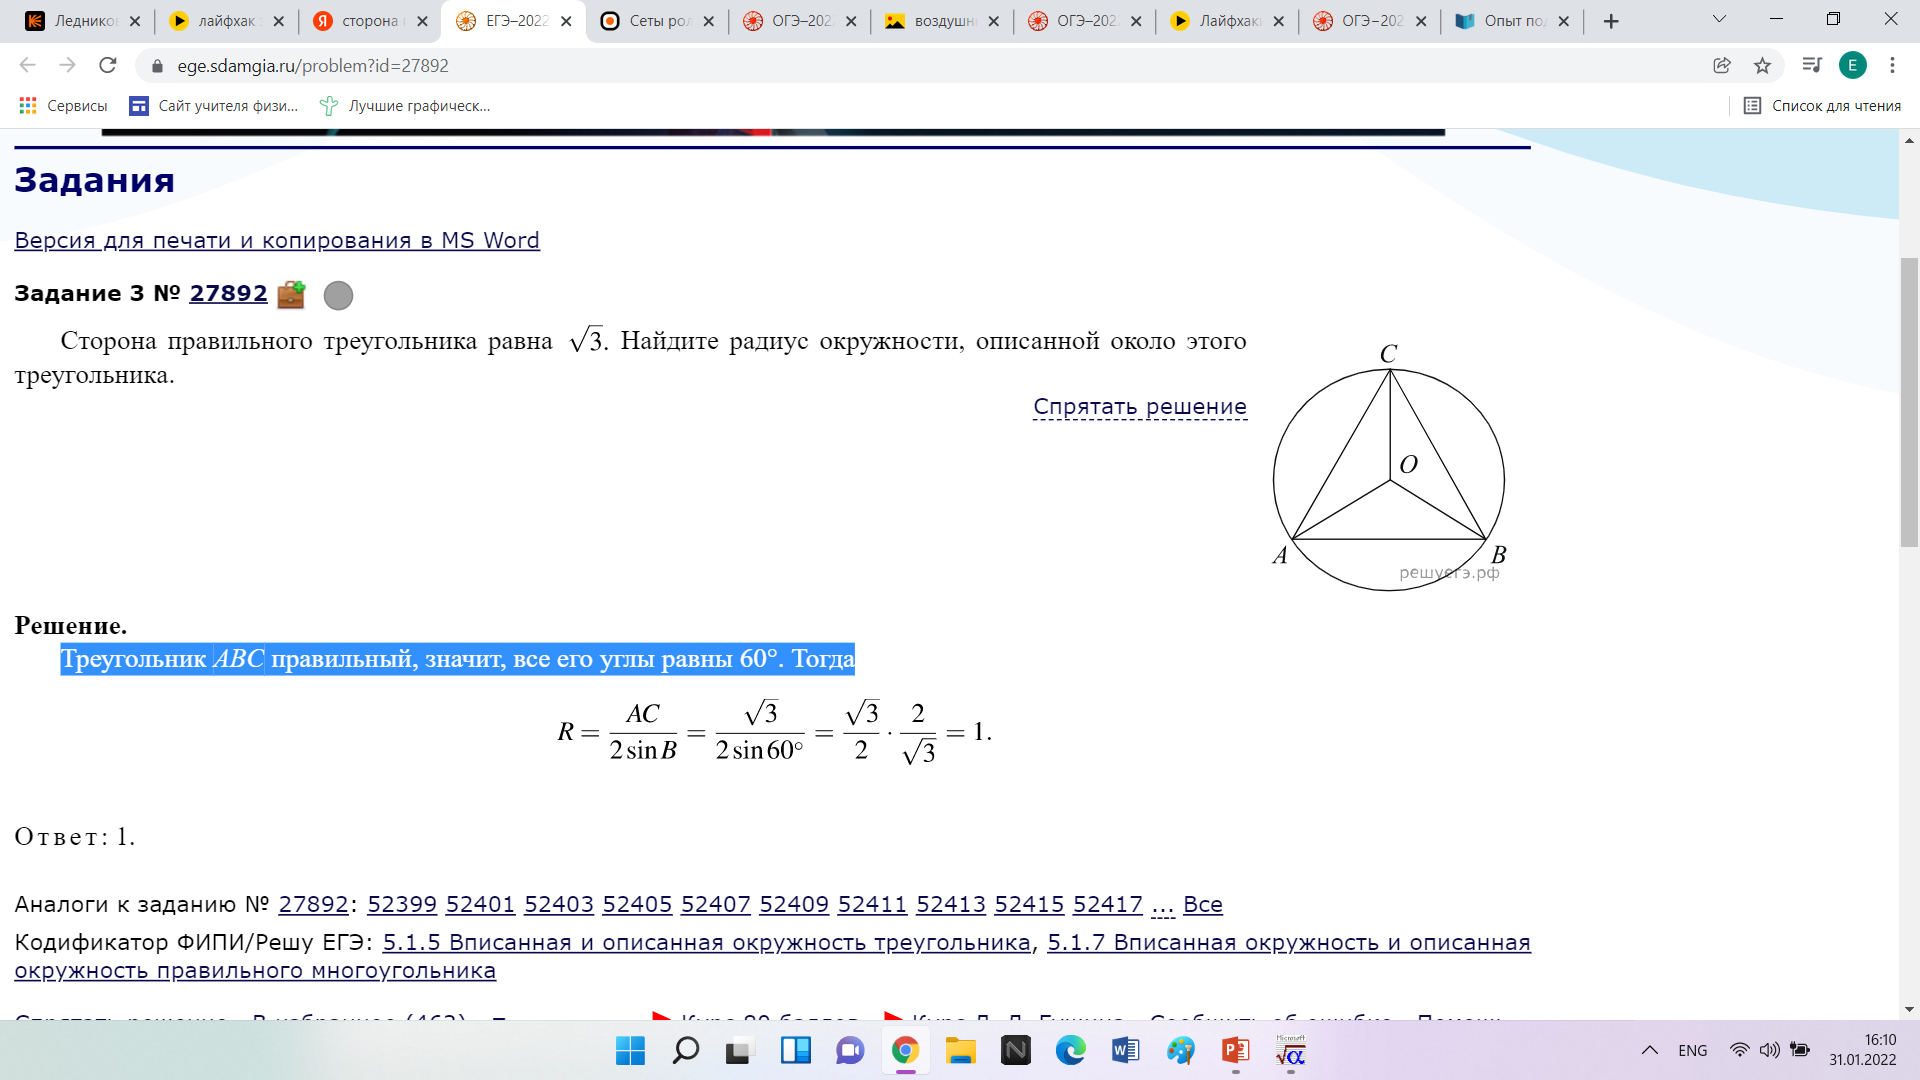 Ледников
лайфхак з
сторона п
ЕГЭ–2022
Сеты рол
ОГЭ–202
воздушн
ОГЭ–202
Лайфхак
ОГЭ–202
Опыт по
ege.sdamgia.ru/problem?id=27892
E
Сервисы
Сайт учителя физи...
Лучшие графическ...
Список для чтения
Задания
Версия для печати и копирования в MS Word
Задание 3 № 27892
Сторона правильного треугольника равна √3. Найдите радиус окружности, описанной около этого
треугольника.
Спрятать решение
C
O
A
B
решуегэ.рф
Решение.
Треугольник ABC правильный, значит, все его углы равны 60°. Тогда
R = AC / 2 sin B = √3 / 2 sin 60° = √3 / 2 · 2 / √3 = 1.
Ответ: 1.
Аналоги к заданию № 27892: 52399 52401 52403 52405 52407 52409 52411 52413 52415 52417 ... Все
Кодификатор ФИПИ/Решу ЕГЭ: 5.1.5 Вписанная и описанная окружность треугольника, 5.1.7 Вписанная окружность и описанная
окружность правильного многоугольника
Microsoft
√α
ENG
16:10
31.01.2022